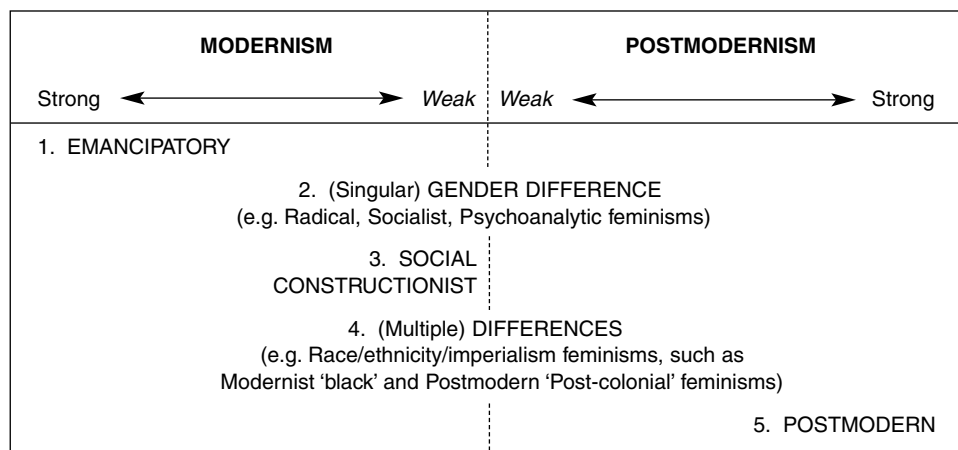 MODERNISM POSTMODERNISM
Strong Weak Weak Strong
1. EMANCIPATORY
2. (Singular) GENDER DIFFERENCE
(e.g. Radical, Socialist, Psychoanalytic feminisms)
3. SOCIAL
CONSTRUCTIONIST
4. (Multiple) DIFFERENCES
(e.g. Race/ethnicity/imperialism feminisms, such as
Modernist ‘black’ and Postmodern ‘Post-colonial’ feminisms)
5. POSTMODERN